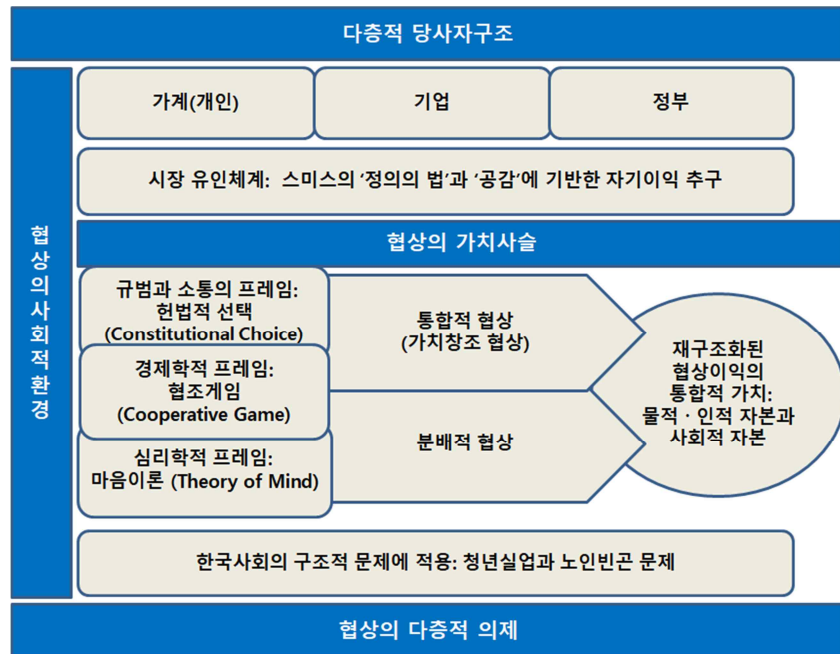 다층적 당사자구조
협상의사회적환경
가계(개인)
기업
정부
시장 유인체계: 스미스의 ‘정의의 법’과 ‘공감’에 기반한 자기이익 추구
협상의 가치사슬
규범과 소통의 프레임:
헌법적 선택
(Constitutional Choice)
경제학적 프레임:
협조게임
(Cooperative Game)
심리학적 프레임:
마음이론 (Theory of Mind)
통합적 협상
(가치창조 협상)
분배적 협상
재구조화된
협상이익의
통합적 가치:
물적 · 인적 자본과
사회적 자본
한국사회의 구조적 문제에 적용: 청년실업과 노인빈곤 문제
협상의 다층적 의제